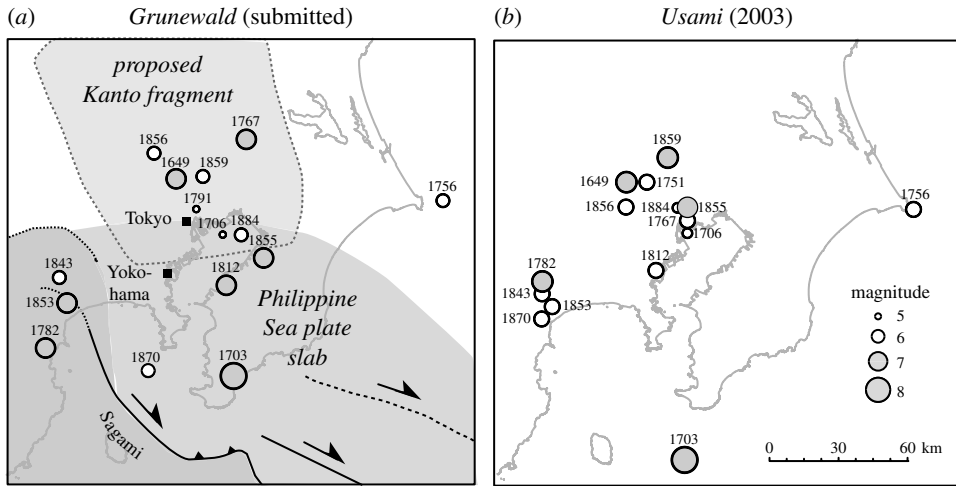 (a) Grunewald (submitted)
proposed
Kanto fragment
1767
1856
1649
1859
1791
Tokyo
1706
1884
1855
Yoko-
hama
1812
1843
1853
1782
Philippine
Sea plate
slab
1870
1703
Sagami
(b) Usami (2003)
1859
1649
1751
1856
1884
1855
1767
1706
1756
1756
1812
1782
1843
1853
1870
magnitude
5
6
7
8
1703
0 30 60 km